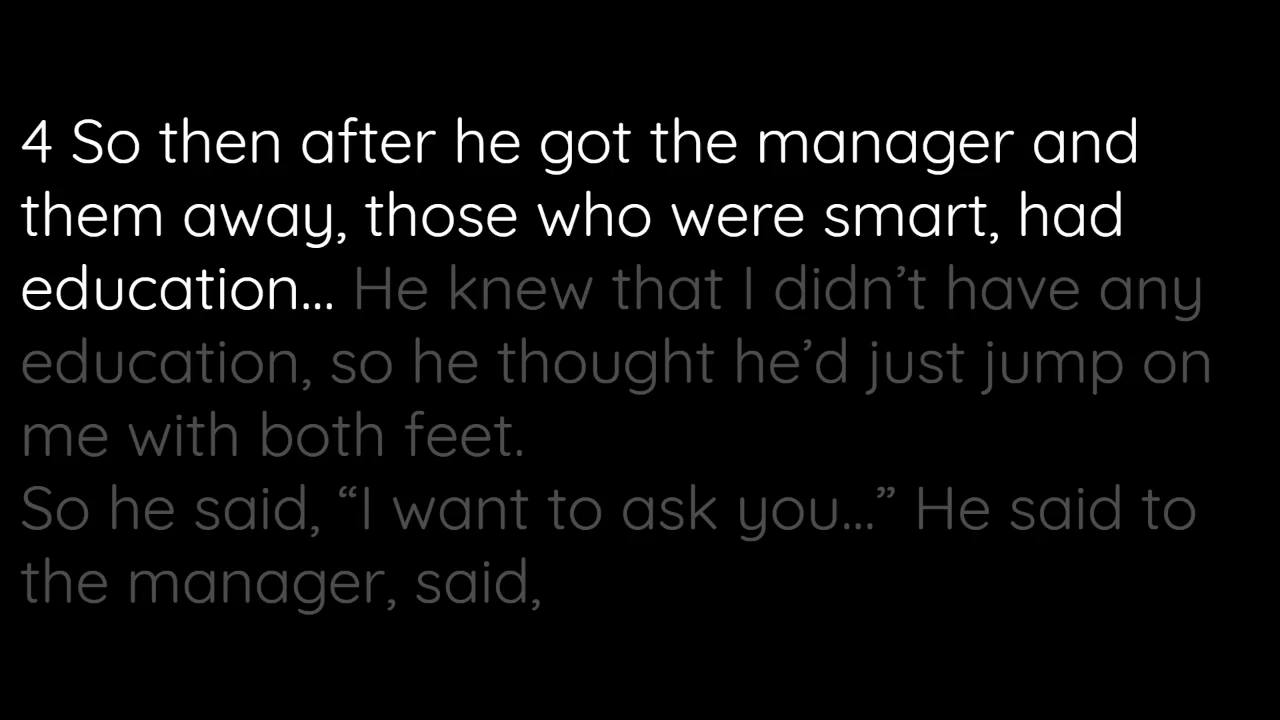 4 So then after he got the manager and
them away, those who were smart, had
education... He knew that I didn’t have any
education, so he thought he’d just jump on
me with both feet.
So he said, “I want to ask you...” He said to
the manager, said,